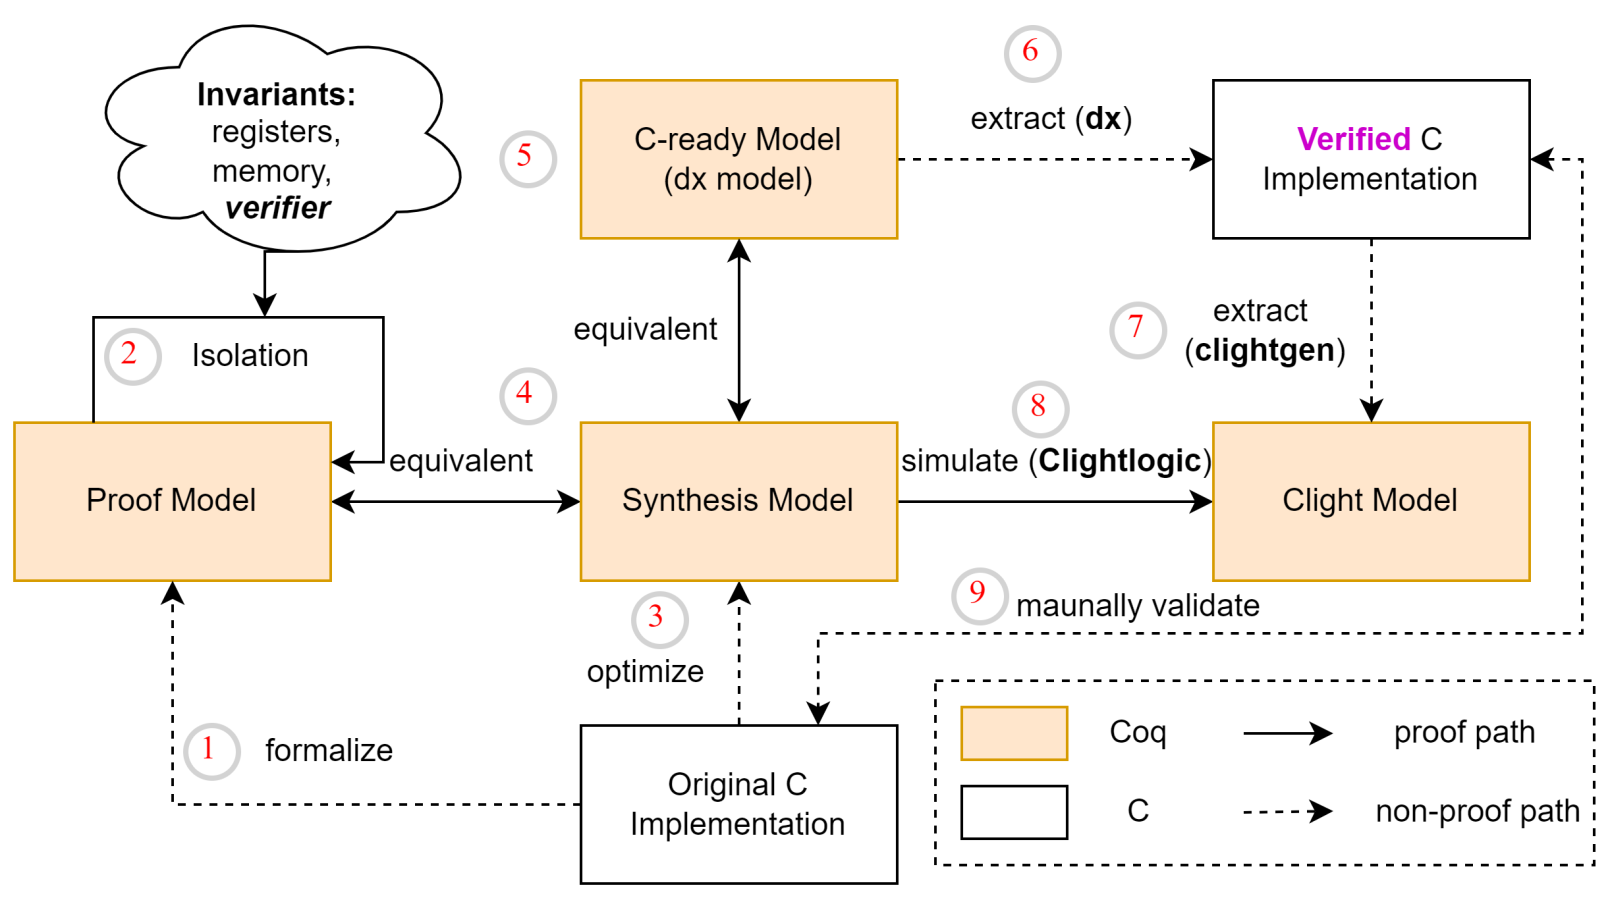 Invariants:
registers,
memory,
verifier
2
Isolation
Proof Model
4
equivalent
5
C-ready Model
(dx model)
equivalent
Synthesis Model
6
extract (dx)
Verified C
Implementation
7
extract
(clightgen)
8
simulate (Clightlogic)
Clight Model
3
optimize
9
maunally validate
1
formalize
Original C
Implementation
Coq
proof path
C
non-proof path